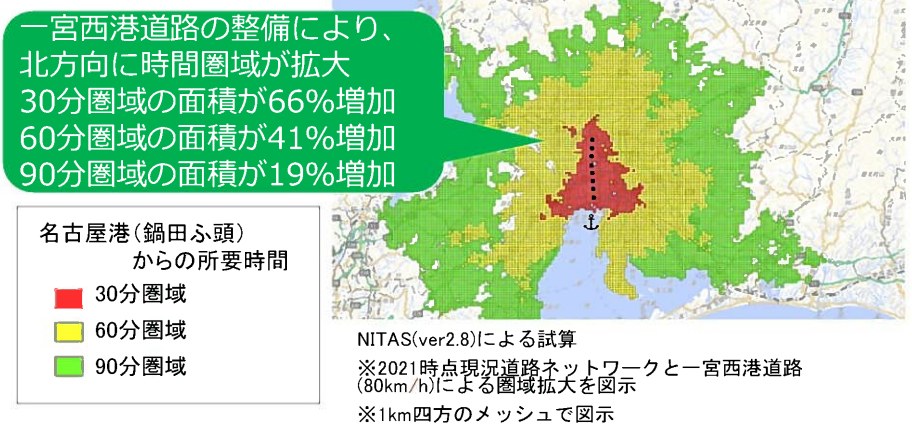 一宮西港道路の整備により、
北方向に時間圏域が拡大
30分圏域の面積が66%増加
60分圏域の面積が41%増加
90分圏域の面積が19%増加
名古屋港(鍋田ふ頭)
からの所要時間
30分圏域
60分圏域
90分圏域
NITAS(ver2.8)による試算
※2021時点現況道路ネットワークと一宮西港道路
(80km/h)による圏域拡大を図示
※1km四方のメッシュで図示